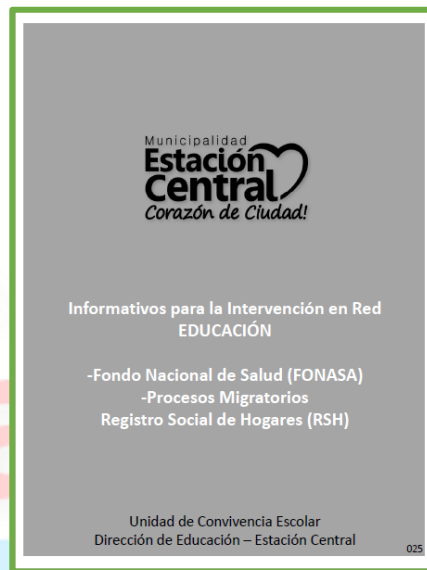 Municipalidad
Estación
Central
Corazón de Ciudad!
Informativos para la Intervención en Red
EDUCACIÓN
-Fondo Nacional de Salud (FONASA)
-Procesos Migratorios
Registro Social de Hogares (RSH)
Unidad de Convivencia Escolar
Dirección de Educación – Estación Central
025